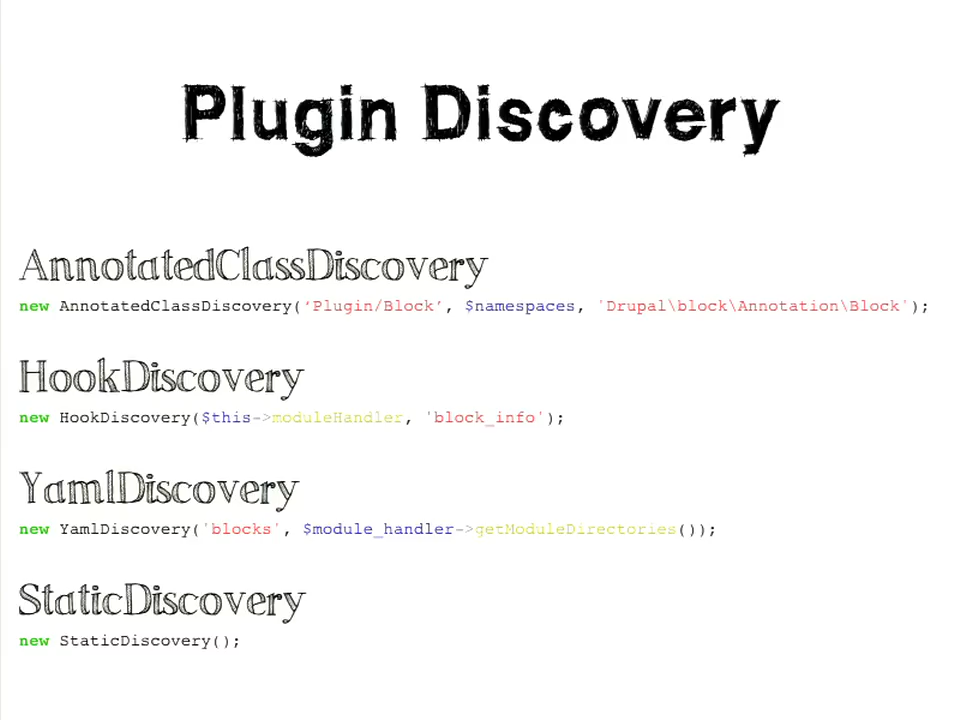 Plugin Discovery
AnnotatedClassDiscovery
new AnnotatedClassDiscovery(‘Plugin/Block’, $namespaces, 'Drupal\block\Annotation\Block');
HookDiscovery
new HookDiscovery($this->moduleHandler, 'block_info');
YamlDiscovery
new YamlDiscovery('blocks', $module_handler->getModuleDirectories());
StaticDiscovery
new StaticDiscovery();